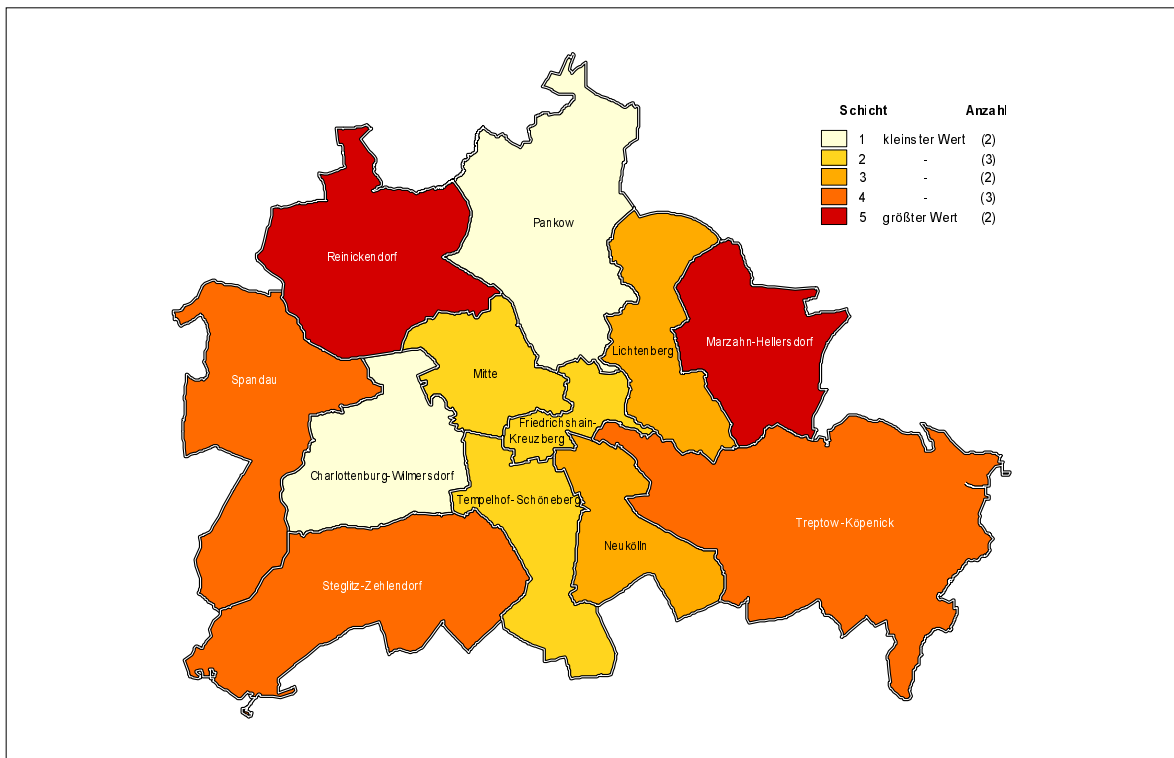 Schicht Anzahl
1 kleinster Wert (2)
2 - (3)
3 - (2)
4 - (3)
5 größter Wert (2)
Pankow
Reinickendorf
Marzahn-Hellersdorf
Lichtenberg
Mitte
Spandau
Friedrichshain-
Kreuzberg
Charlottenburg-Wilmersdorf
Tempelhof-Schöneberg
Treptow-Köpenick
Neukölln
Steglitz-Zehlendorf